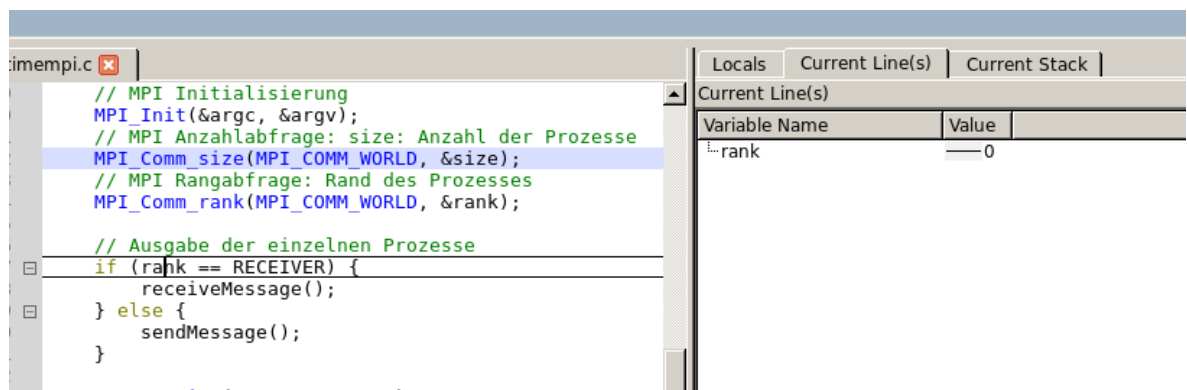 timempi.c
// MPI Initialisierung
MPI_Init(&argc, &argv);
// MPI Anzahlabfrage: size: Anzahl der Prozesse
MPI_Comm_size(MPI_COMM_WORLD, &size);
// MPI Rangabfrage: Rand des Prozesses
MPI_Comm_rank(MPI_COMM_WORLD, &rank);
// Ausgabe der einzelnen Prozesse
if (rank == RECEIVER) {
receiveMessage();
} else {
sendMessage();
}
Locals Current Line(s) Current Stack
Current Line(s)
Variable Name Value
rank 0